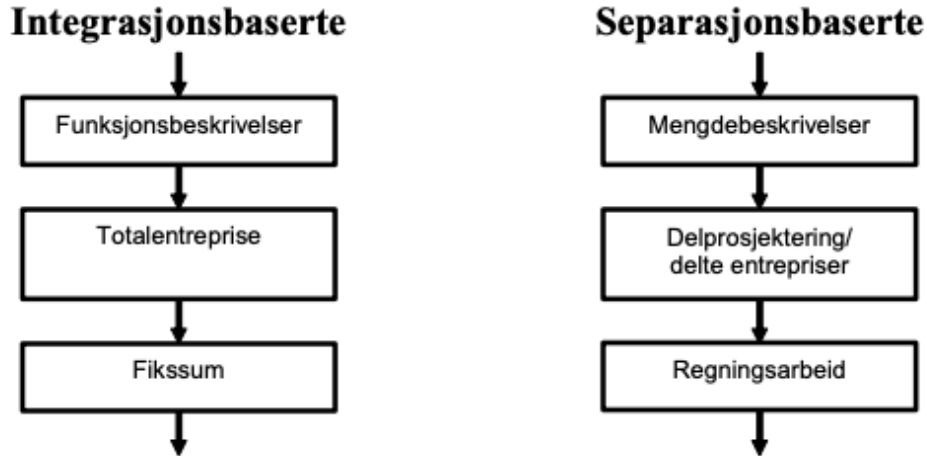 Integrasjonsbaserte
Funksjonsbeskrivelser
Totalentreprise
Fikssum
Separasjonsbaserte
Mengdebeskrivelser
Delprosjektering/
delte entrepriser
Regningsarbeid